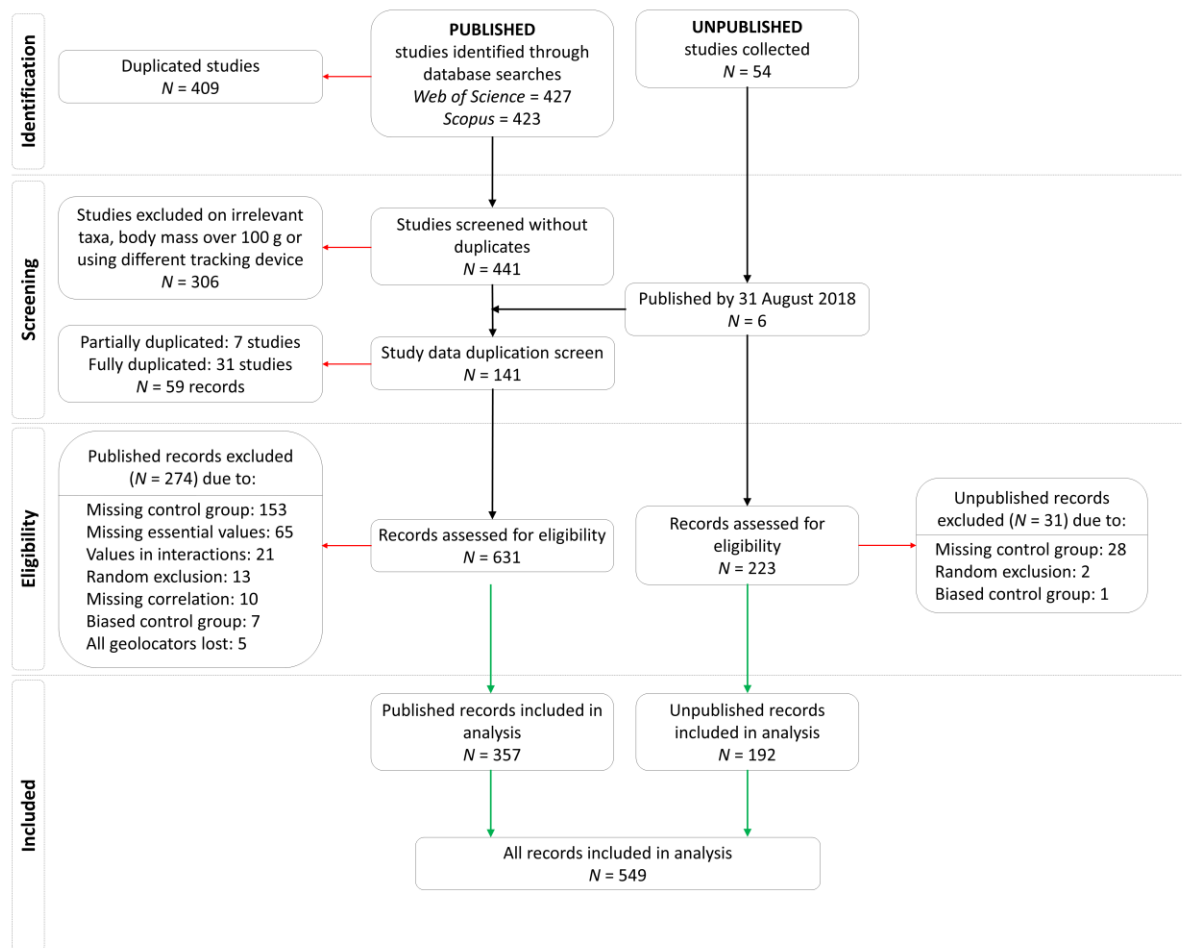 Identification
Duplicated studies
N = 409
PUBLISHED
studies identified through
database searches
Web of Science = 427
Scopus = 423
UNPUBLISHED
studies collected
N = 54
Screening
Studies excluded on irrelevant
taxa, body mass over 100 g or
using different tracking device
N = 306
Studies screened without
duplicates
N = 441
Published by 31 August 2018
N = 6
Partially duplicated: 7 studies
Fully duplicated: 31 studies
N = 59 records
Study data duplication screen
N = 141
Eligibility
Published records excluded
(N = 274) due to:
Missing control group: 153
Missing essential values: 65
Values in interactions: 21
Random exclusion: 13
Missing correlation: 10
Biased control group: 7
All geolocators lost: 5
Records assessed for eligibility
N = 631
Records assessed for
eligibility
N = 223
Unpublished records
excluded (N = 31) due to:
Missing control group: 28
Random exclusion: 2
Biased control group: 1
Included
Published records included in
analysis
N = 357
Unpublished records
included in analysis
N = 192
All records included in analysis
N = 549